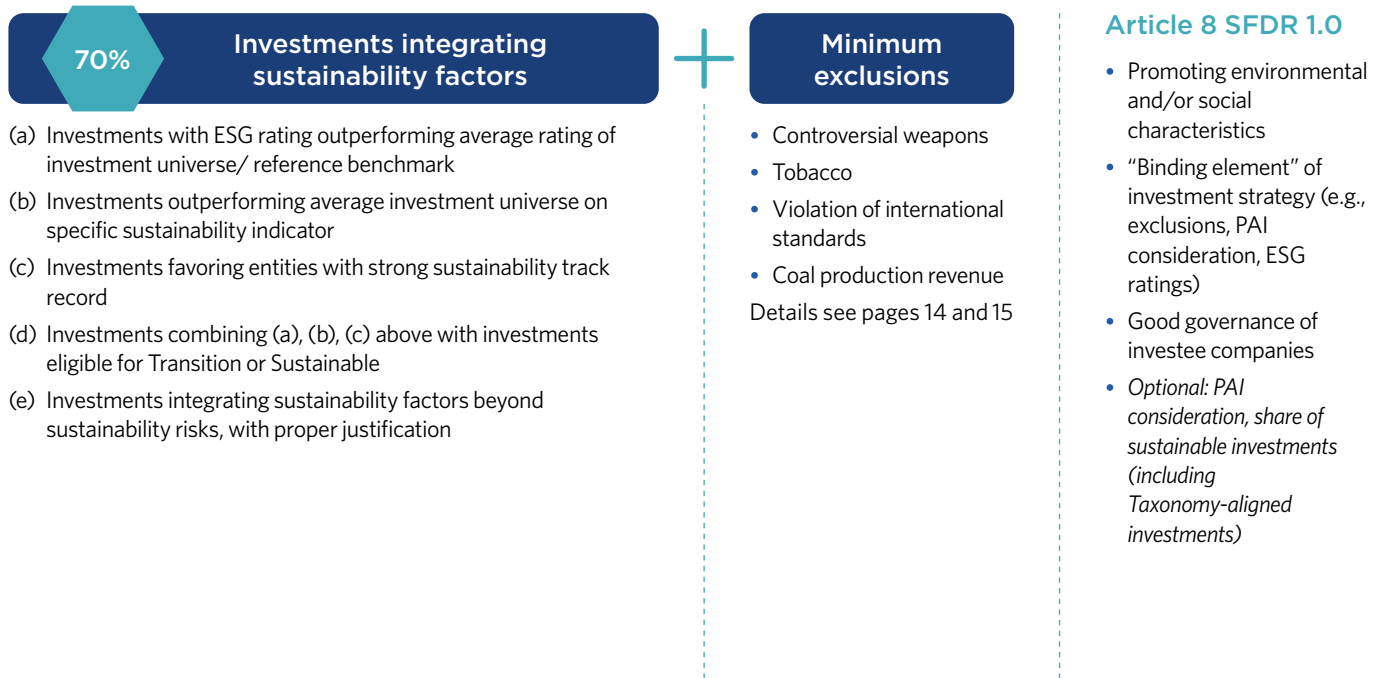 70%
Investments integrating
sustainability factors
(a) Investments with ESG rating outperforming average rating of
investment universe/ reference benchmark
(b) Investments outperforming average investment universe on
specific sustainability indicator
(c) Investments favoring entities with strong sustainability track
record
(d) Investments combining (a), (b), (c) above with investments
eligible for Transition or Sustainable
(e) Investments integrating sustainability factors beyond
sustainability risks, with proper justification
+
Minimum
exclusions
• Controversial weapons
• Tobacco
• Violation of international
standards
• Coal production revenue
Details see pages 14 and 15
Article 8 SFDR 1.0
• Promoting environmental
and/or social
characteristics
• “Binding element” of
investment strategy (e.g.,
exclusions, PAI
consideration, ESG
ratings)
• Good governance of
investee companies
• Optional: PAI
consideration, share of
sustainable investments
(including
Taxonomy-aligned
investments)